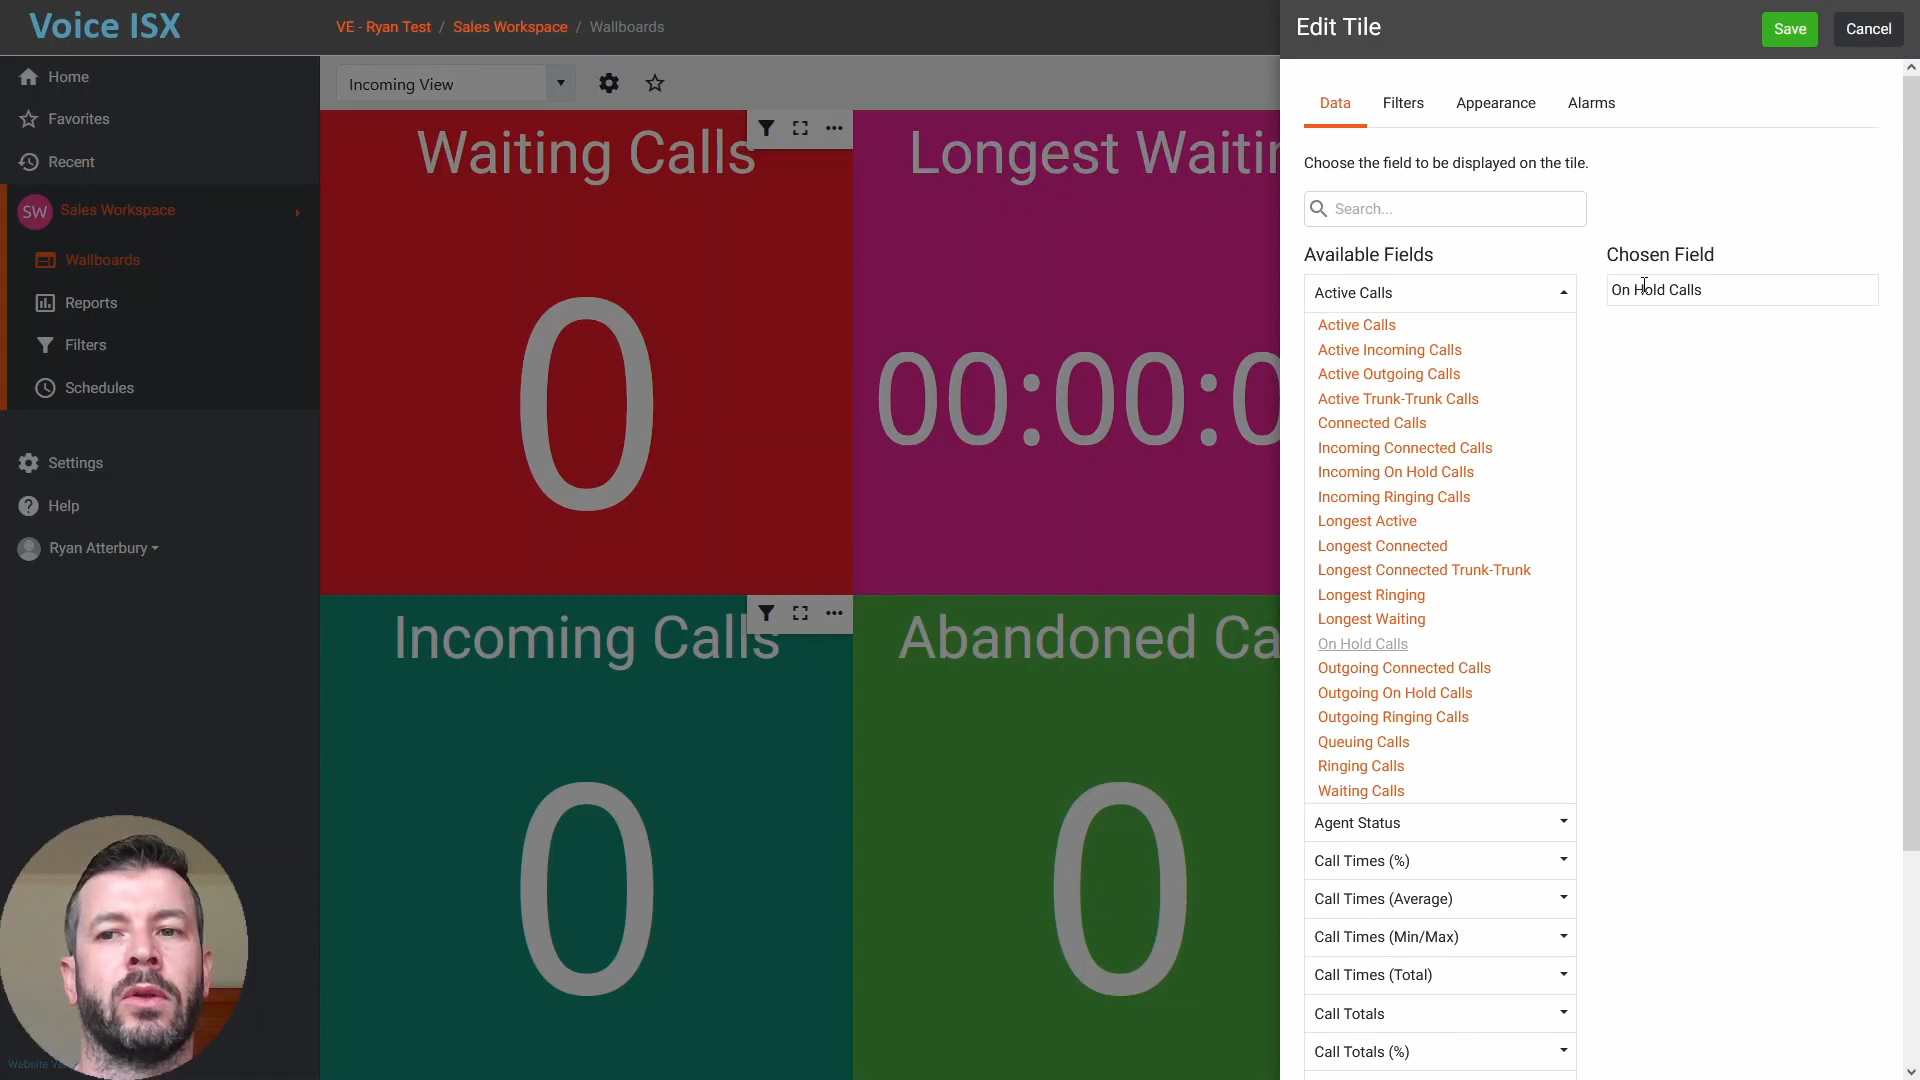 Voice ISX
VE - Ryan Test / Sales Workspace / Wallboards
Edit Tile
Save
Cancel
Home
Favorites
Recent
SW Sales Workspace
Wallboards
Reports
Filters
Schedules
Settings
Help
Ryan Atterbury
Incoming View
Waiting Calls
0
Longest Waitin
00:00:0
Incoming Calls
0
Abandoned Ca
0
Data Filters Appearance Alarms
Choose the field to be displayed on the tile.
Search...
Available Fields
Active Calls
Active Calls
Active Incoming Calls
Active Outgoing Calls
Active Trunk-Trunk Calls
Connected Calls
Incoming Connected Calls
Incoming On Hold Calls
Incoming Ringing Calls
Longest Active
Longest Connected
Longest Connected Trunk-Trunk
Longest Ringing
Longest Waiting
On Hold Calls
Outgoing Connected Calls
Outgoing On Hold Calls
Outgoing Ringing Calls
Queuing Calls
Ringing Calls
Waiting Calls
Agent Status
Call Times (%)
Call Times (Average)
Call Times (Min/Max)
Call Times (Total)
Call Totals
Call Totals (%)
Chosen Field
On Hold Calls
Website